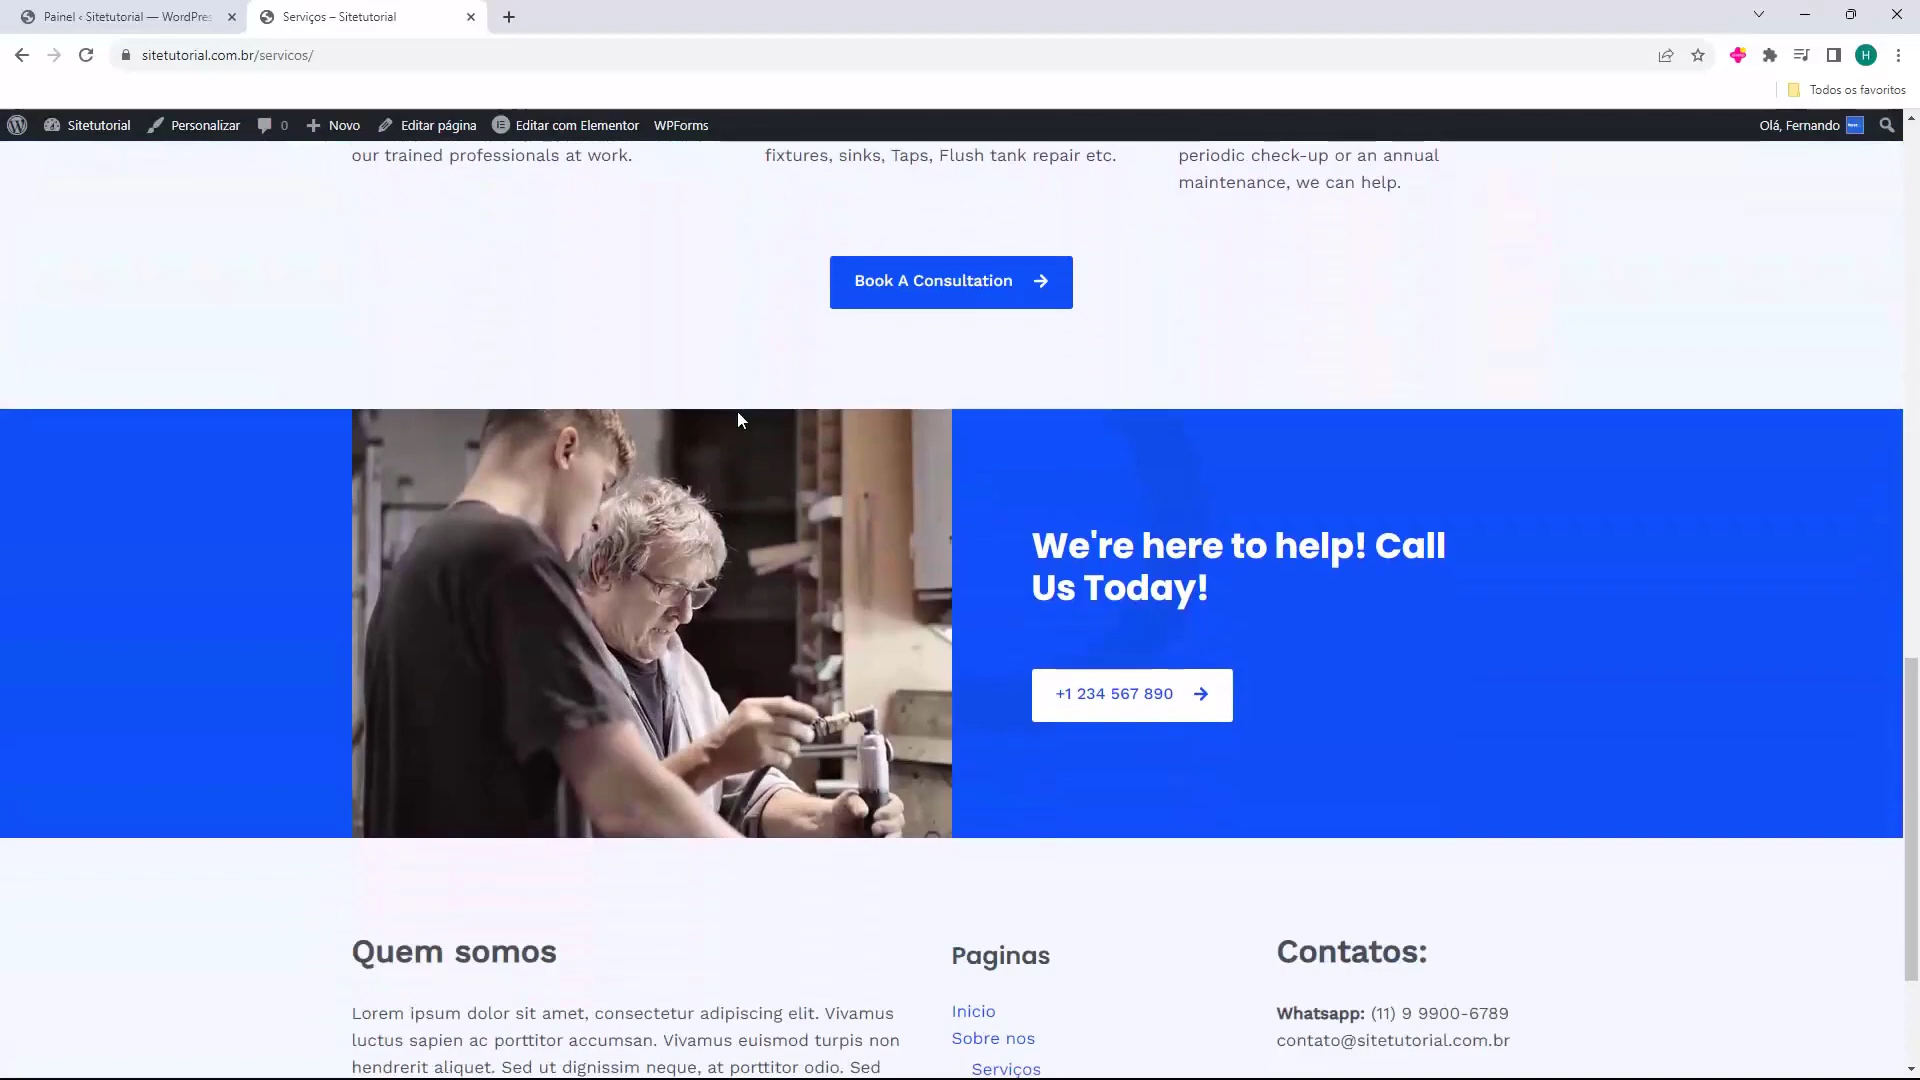 Painel ‹ Sitetutorial — WordPres
Serviços – Sitetutorial
sitetutorial.com.br/servicos/
H
Todos os favoritos
Sitetutorial
Personalizar
0
Novo
Editar página
Editar com Elementor
WPForms
Olá, Fernando
our trained professionals at work.
fixtures, sinks, Taps, Flush tank repair etc.
periodic check-up or an annual
maintenance, we can help.
Book A Consultation
We're here to help! Call
Us Today!
+1 234 567 890
Quem somos
Lorem ipsum dolor sit amet, consectetur adipiscing elit. Vivamus
luctus sapien ac porttitor accumsan. Vivamus euismod turpis non
hendrerit aliquet. Sed ut dignissim neque, at porttitor odio. Sed
Paginas
Inicio
Sobre nos
Serviços
Contatos:
Whatsapp: (11) 9 9900-6789
contato@sitetutorial.com.br